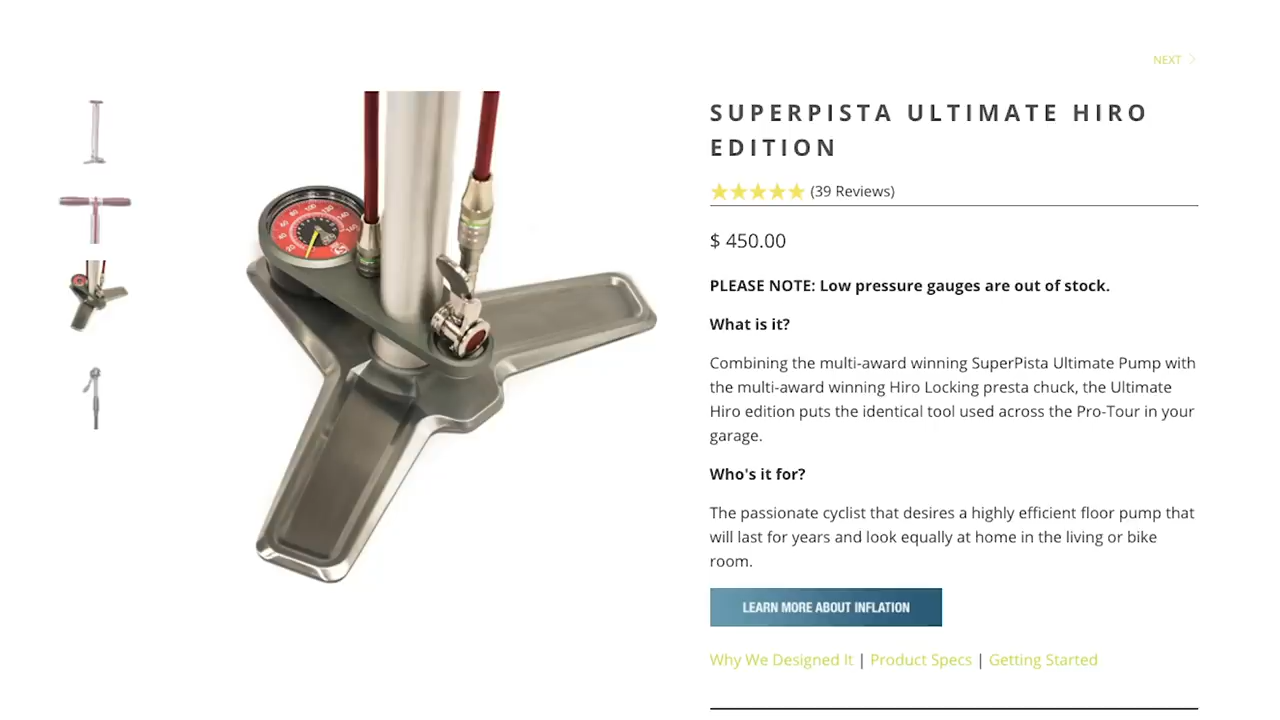 NEXT
SUPERPISTA ULTIMATE HIRO
EDITION
(39 Reviews)
$ 450.00
PLEASE NOTE: Low pressure gauges are out of stock.
What is it?
Combining the multi-award winning SuperPista Ultimate Pump with
the multi-award winning Hiro Locking presta chuck, the Ultimate
Hiro edition puts the identical tool used across the Pro-Tour in your
garage.
Who's it for?
The passionate cyclist that desires a highly efficient floor pump that
will last for years and look equally at home in the living or bike
room.
LEARN MORE ABOUT INFLATION
Why We Designed It | Product Specs | Getting Started